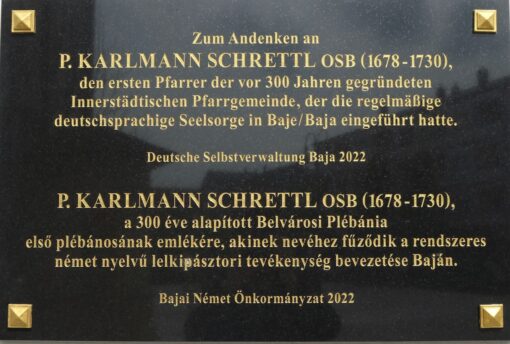 Zum Andenken an
P. KARLMANN SCHRETTL OSB (1678-1730),
den ersten Pfarrer der vor 300 Jahren gegründeten
Innerstädtischen Pfarrgemeinde, der die regelmäßige
deutschsprachige Seelsorge in Baje/Baja eingeführt hatte.
Deutsche Selbstverwaltung Baja 2022
P. KARLMANN SCHRETTL OSB (1678-1730),
a 300 éve alapított Belvárosi Plébánia
első plébánosának emlékére, akinek nevéhez fűződik a rendszeres
német nyelvű lelkipásztori tevékenység bevezetése Baján.
Bajai Német Önkormányzat 2022